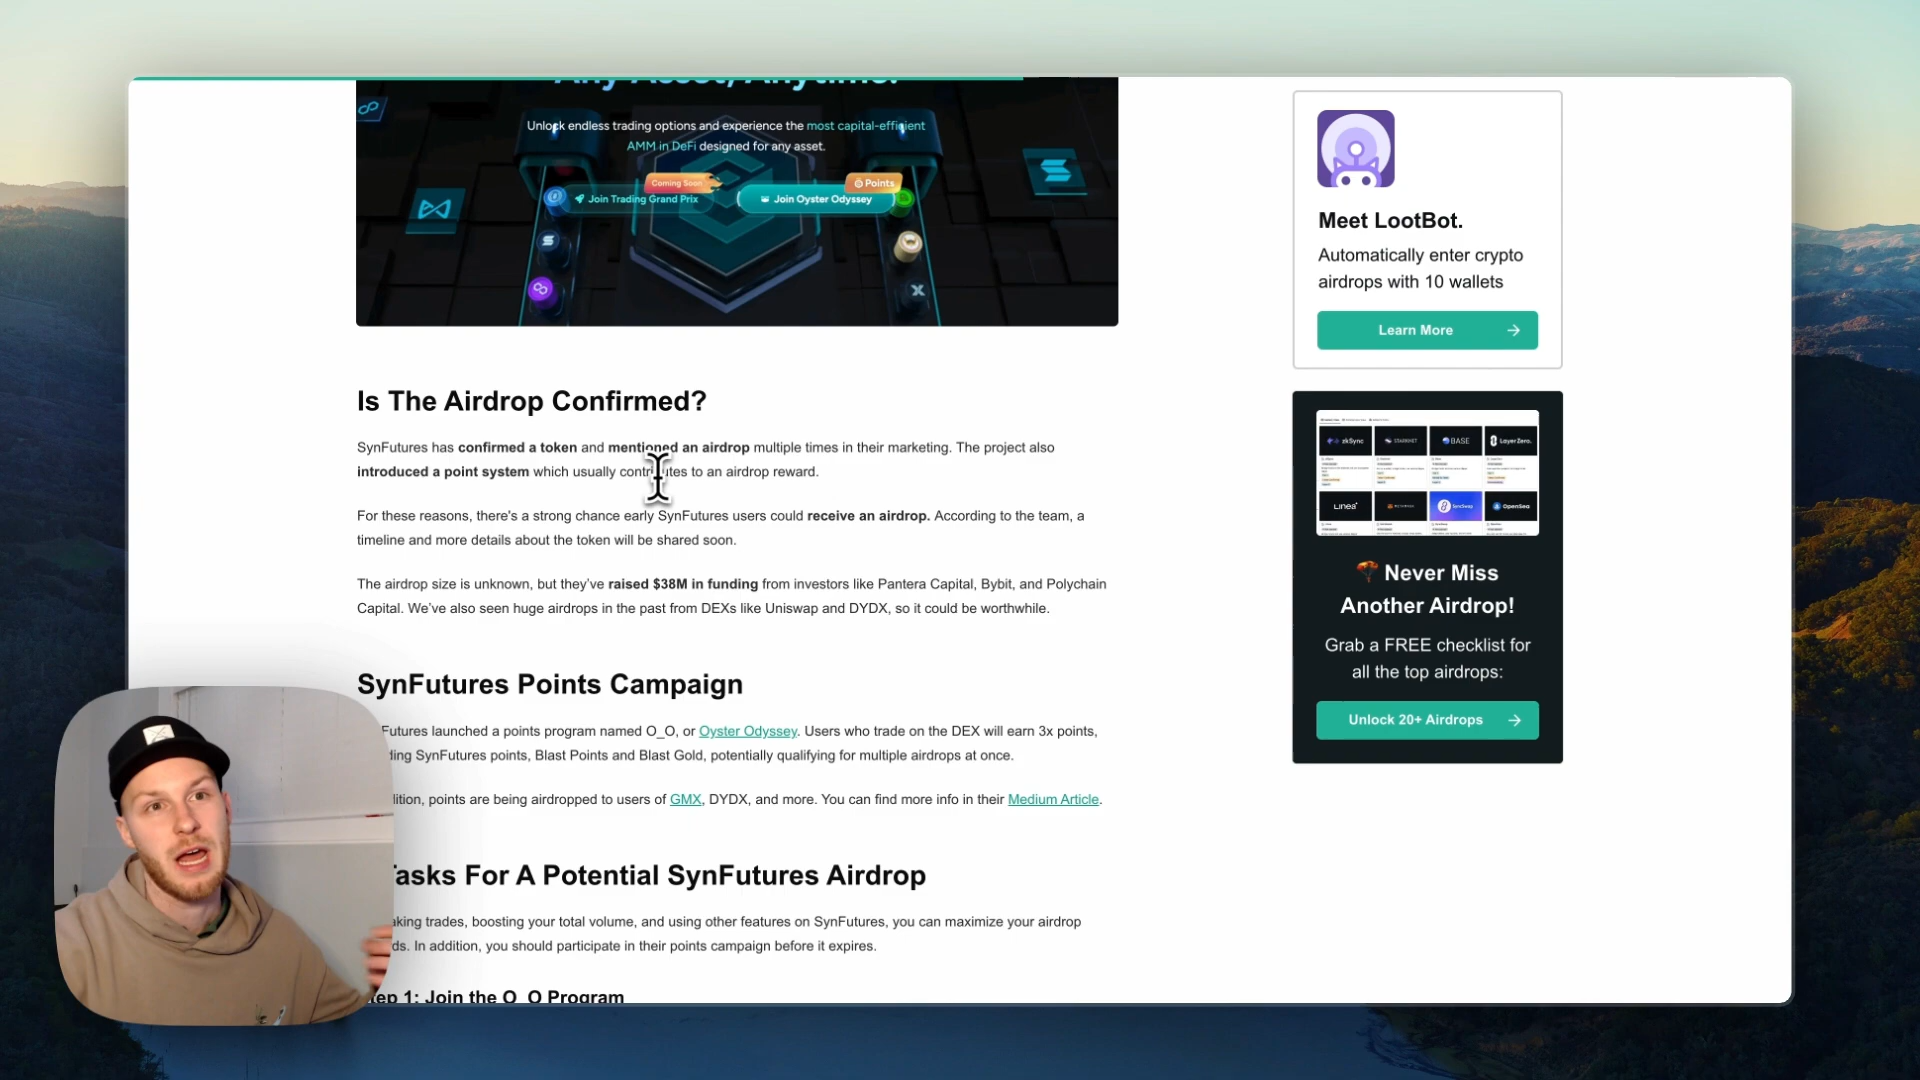 Any Asset, Anytime.
Unlock endless trading options and experience the most capital-efficient
AMM in DeFi designed for any asset.
Coming Soon
Points
Join Trading Grand Prix
Join Oyster Odyssey
Is The Airdrop Confirmed?
SynFutures has confirmed a token and mentioned an airdrop multiple times in their marketing. The project also
introduced a point system which usually contributes to an airdrop reward.
For these reasons, there's a strong chance early SynFutures users could receive an airdrop. According to the team, a
timeline and more details about the token will be shared soon.
The airdrop size is unknown, but they've raised $38M in funding from investors like Pantera Capital, Bybit, and Polychain
Capital. We've also seen huge airdrops in the past from DEXs like Uniswap and DYDX, so it could be worthwhile.
SynFutures Points Campaign
Futures launched a points program named O_O, or Oyster Odyssey. Users who trade on the DEX will earn 3x points,
ding SynFutures points, Blast Points and Blast Gold, potentially qualifying for multiple airdrops at once.
lition, points are being airdropped to users of GMX, DYDX, and more. You can find more info in their Medium Article.
Tasks For A Potential SynFutures Airdrop
aking trades, boosting your total volume, and using other features on SynFutures, you can maximize your airdrop
ds. In addition, you should participate in their points campaign before it expires.
tep 1: Join the O_O Program
Meet LootBot.
Automatically enter crypto
airdrops with 10 wallets
Learn More
zkSync
STARKNET
BASE
LayerZero.
Linea
SyncSwap
OpenSea
Never Miss
Another Airdrop!
Grab a FREE checklist for
all the top airdrops:
Unlock 20+ Airdrops